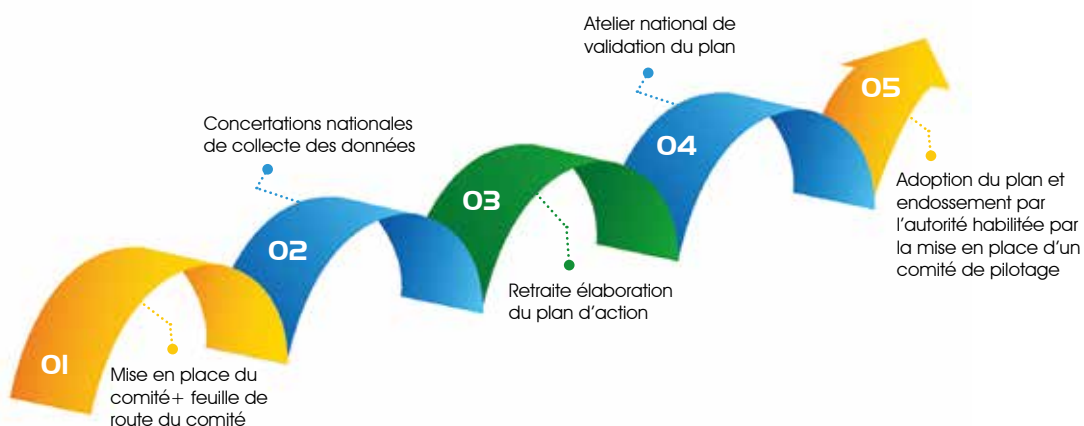 01
Mise en place du
comité+ feuille de
route du comité
02
Concertations nationales
de collecte des données
03
Retraite élaboration
du plan d'action
04
Atelier national de
validation du plan
05
Adoption du plan et
endossement par
l'autorité habilitée par
la mise en place d'un
comité de pilotage